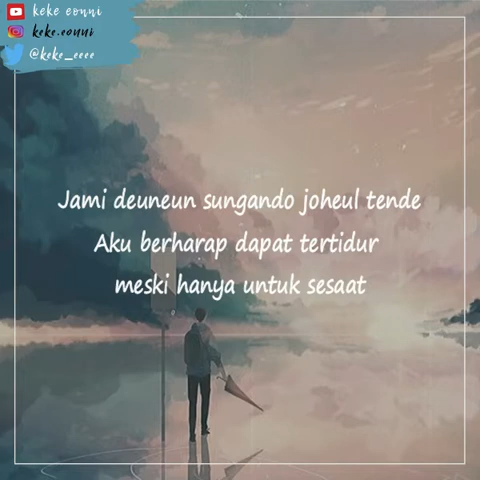 keke eonni
keke.eonni
@keke_eeee
Jami deuneun sungando joheul tende
Aku berharap dapat tertidur
meski hanya untuk sesaat